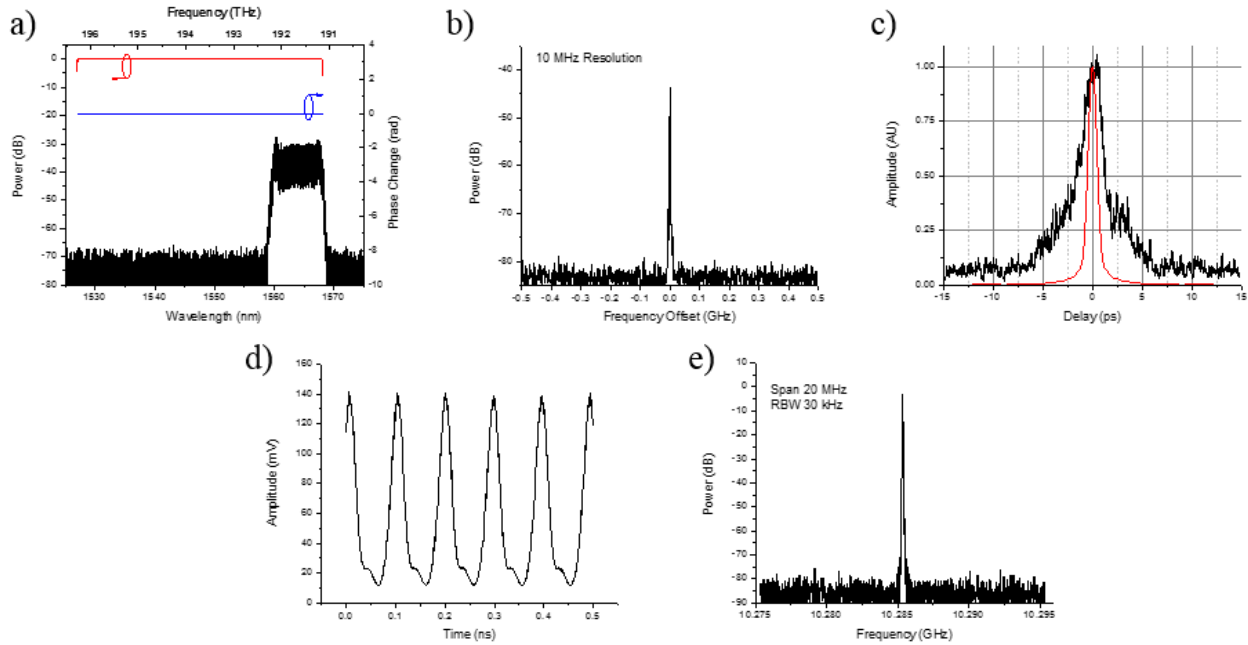 a)
Frequency (THz)
196 195 194 193 192 191
0
-10
-20
-30
-40
-50
-60
-70
-80
Power (dB)
4
2
0
-2
-4
-6
-8
-10
Phase Change (rad)
1530 1540 1550 1560 1570
Wavelength (nm)
b)
10 MHz Resolution
-40
-50
-60
-70
-80
Power (dB)
-0.5 -0.4 -0.3 -0.2 -0.1 0.0 0.1 0.2 0.3 0.4 0.5
Frequency Offset (GHz)
c)
1.00
0.75
0.50
0.25
0.00
Amplitude (AU)
-15 -10 -5 0 5 10 15
Delay (ps)
d)
160
140
120
100
80
60
40
20
0
Amplitude (mV)
0.0 0.1 0.2 0.3 0.4 0.5
Time (ns)
e)
Span 20 MHz
RBW 30 kHz
10
0
-10
-20
-30
-40
-50
-60
-70
-80
-90
Power (dB)
10.275 10.280 10.285 10.290 10.295
Frequency (GHz)